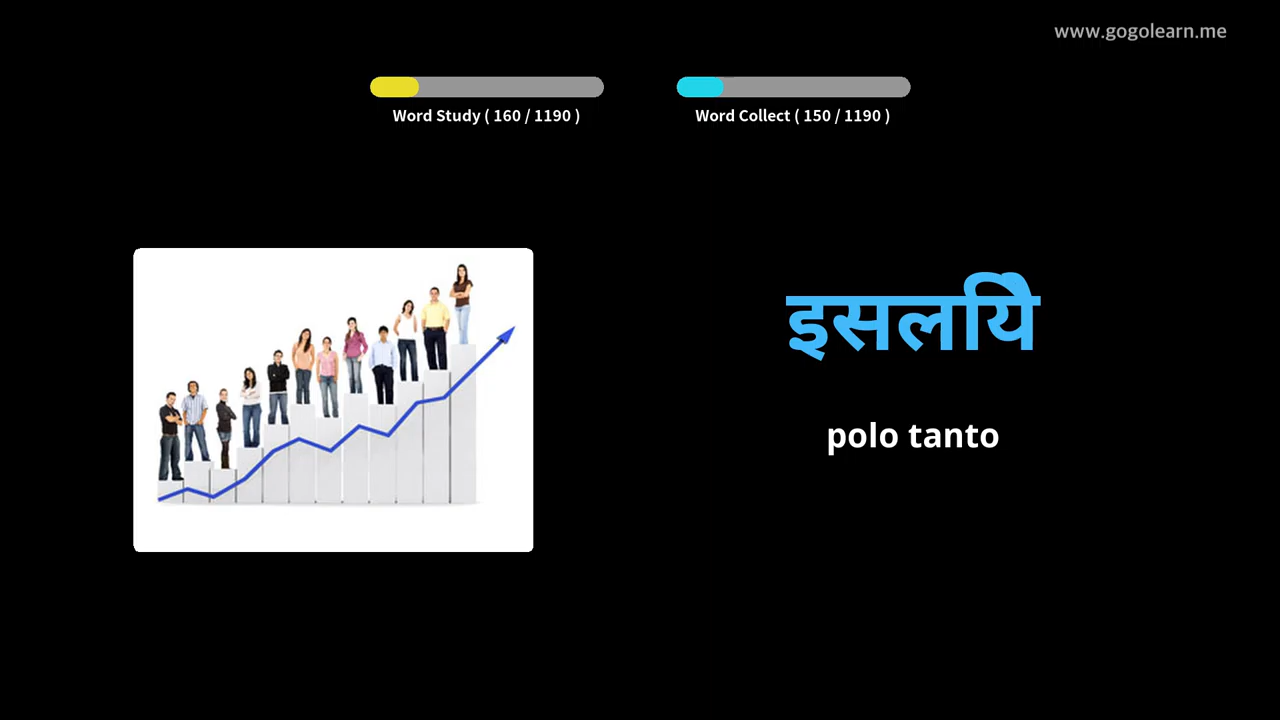 www.gogolearn.me
Word Study ( 160 / 1190 )
Word Collect ( 150 / 1190 )
इसलिये
polo tanto